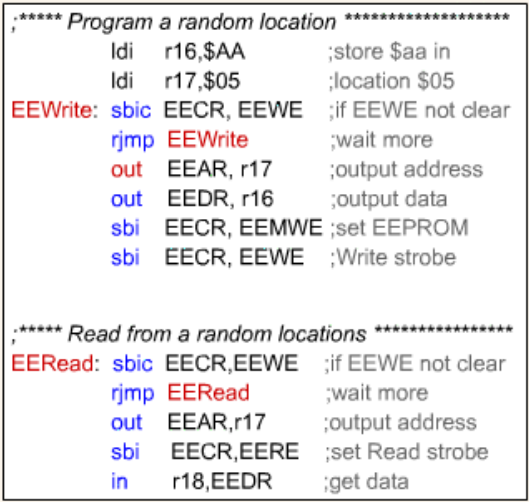 ;***** Program a random location ********************
ldi r16,$AA ;store $aa in
ldi r17,$05 ;location $05
EEWrite: sbic EECR, EEWE ;if EEWE not clear
rjmp EEWrite ;wait more
out EEAR, r17 ;output address
out EEDR, r16 ;output data
sbi EECR, EEMWE ;set EEPROM
sbi EECR, EEWE ;Write strobe
;***** Read from a random locations *****************
EERead: sbic EECR,EEWE ;if EEWE not clear
rjmp EERead ;wait more
out EEAR,r17 ;output address
sbi EECR,EERE ;set Read strobe
in r18,EEDR ;get data